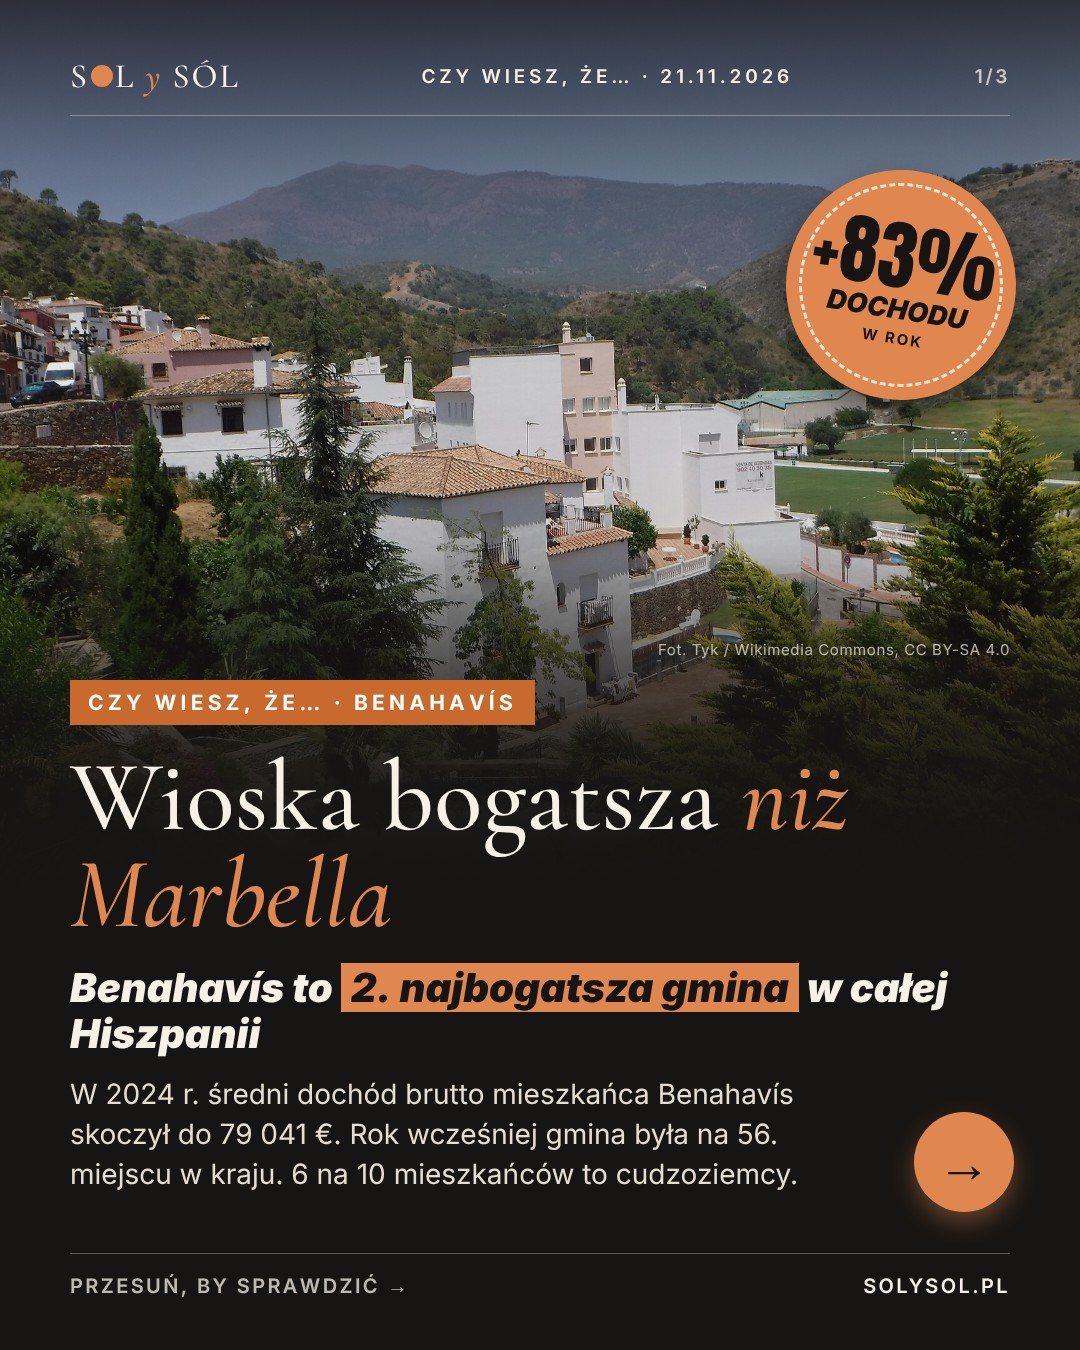 SOL y SÓL
CZY WIESZ, ŻE… · 21.11.2026
1/3
+83%
DOCHODU
W ROK
Fot. Tyk / Wikimedia Commons, CC BY-SA 4.0
CZY WIESZ, ŻE… · BENAHAVÍS
Wioska bogatsza niż
Marbella
Benahavís to 2. najbogatsza gmina w całej
Hiszpanii
W 2024 r. średni dochód brutto mieszkańca Benahavís
skoczył do 79 041 €. Rok wcześniej gmina była na 56.
miejscu w kraju. 6 na 10 mieszkańców to cudzoziemcy.
→
PRZESUŃ, BY SPRAWDZIĆ →
SOLYSOL.PL